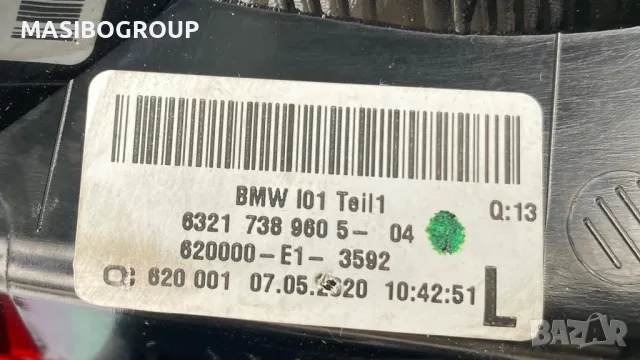 MASIBOGROUP
BMW I01 Teil1
Q:13
6321 738 960 5- 04
620000-E1- 3592
Q: 620 001 07.05.2020 10:42:51
L
BAZAR